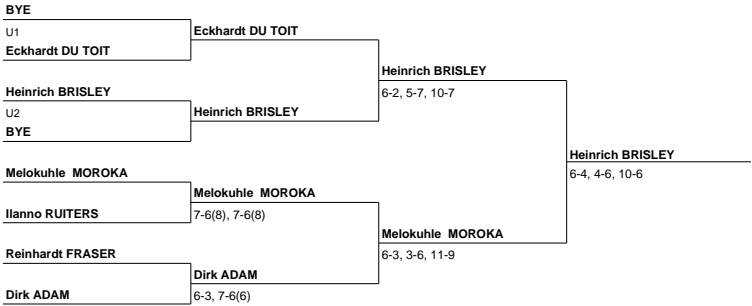 BYE
U1
Eckhardt DU TOIT
Eckhardt DU TOIT
Heinrich BRISLEY
6-2, 5-7, 10-7
Heinrich BRISLEY
U2
Heinrich BRISLEY
BYE
Heinrich BRISLEY
6-4, 4-6, 10-6
Melokuhle  MOROKA
Melokuhle  MOROKA
7-6(8), 7-6(8)
Ilanno RUITERS
Melokuhle  MOROKA
6-3, 3-6, 11-9
Reinhardt FRASER
Dirk ADAM
6-3, 7-6(6)
Dirk ADAM